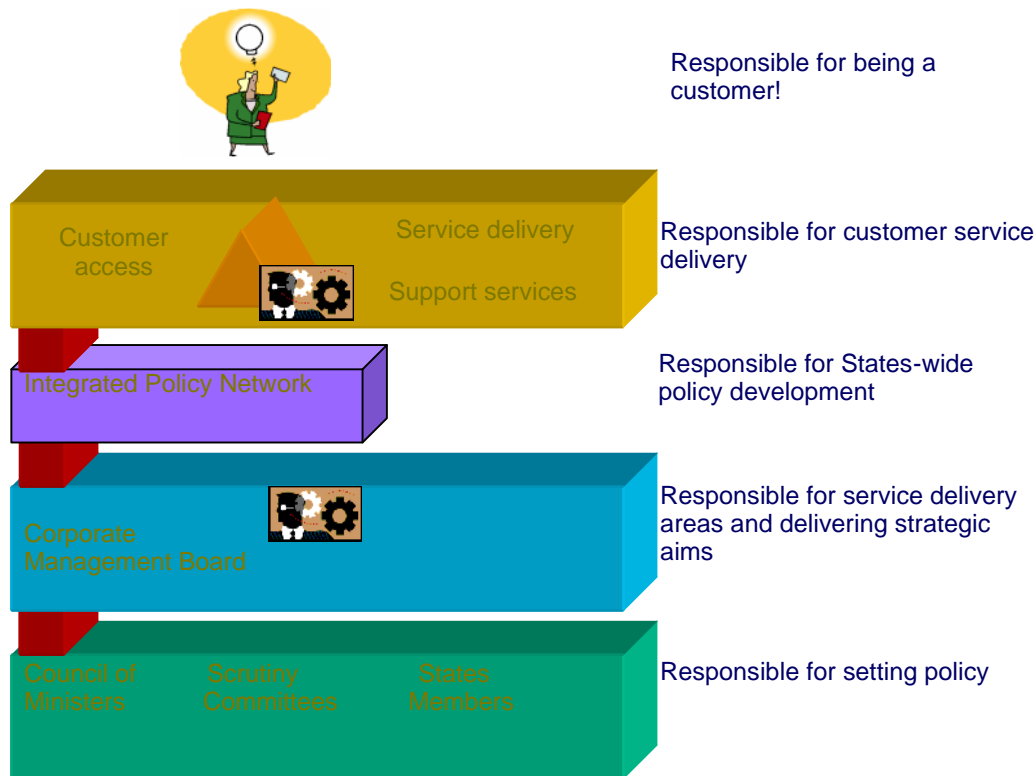 Responsible for being a
customer!
Customer
access
Service delivery
Support services
Responsible for customer service
delivery
Integrated Policy Network
Responsible for States-wide
policy development
Corporate
Management Board
Responsible for service delivery
areas and delivering strategic
aims
Council of
Ministers
Scrutiny
Committees
States
Members
Responsible for setting policy